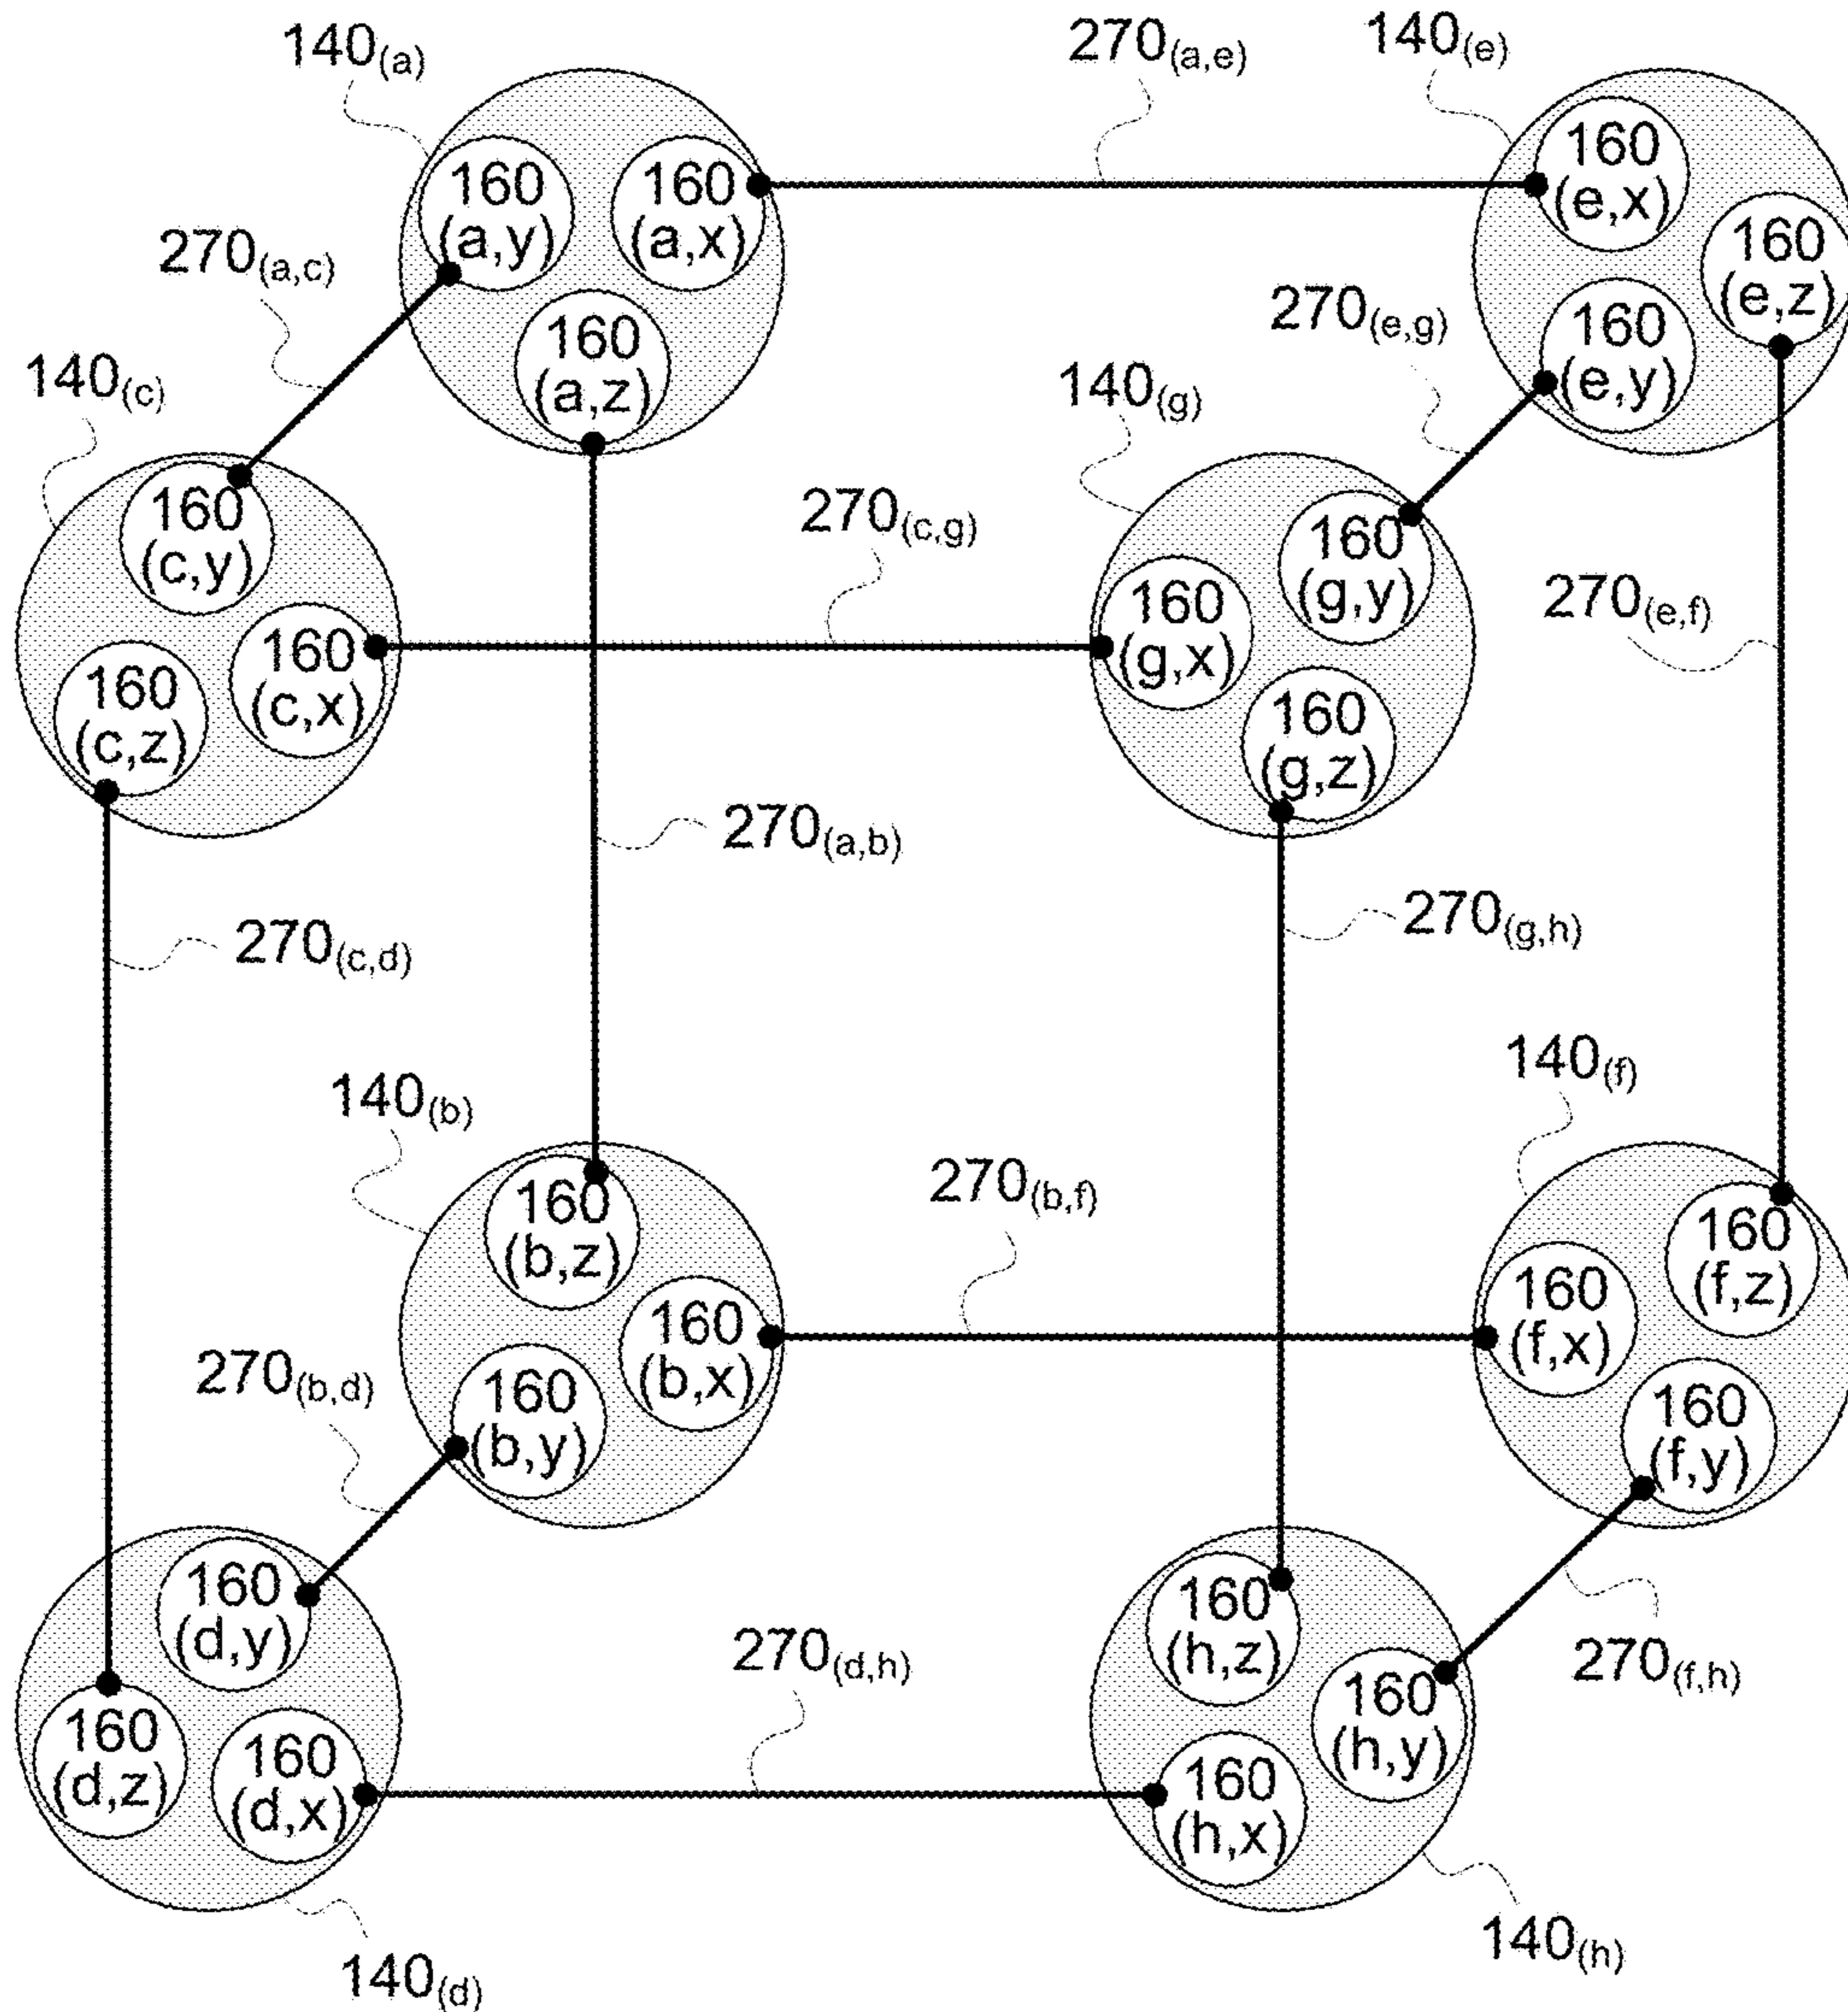 140(a)
270(a,e)
140(e)
160
(a,y)
160
(a,x)
160
(e,x)
160
(e,z)
270(a,c)
160
(a,z)
270(e,g)
160
(e,y)
140(c)
140(g)
160
(c,y)
270(c,g)
160
(g,y)
270(e,f)
160
(c,x)
160
(g,x)
160
(c,z)
160
(g,z)
270(a,b)
270(c,d)
270(g,h)
140(b)
140(f)
160
(b,z)
270(b,f)
160
(f,z)
160
(b,x)
160
(f,x)
270(b,d)
160
(b,y)
160
(f,y)
160
(d,y)
160
(h,z)
270(d,h)
270(f,h)
160
(d,z)
160
(d,x)
160
(h,y)
160
(h,x)
140(h)
140(d)